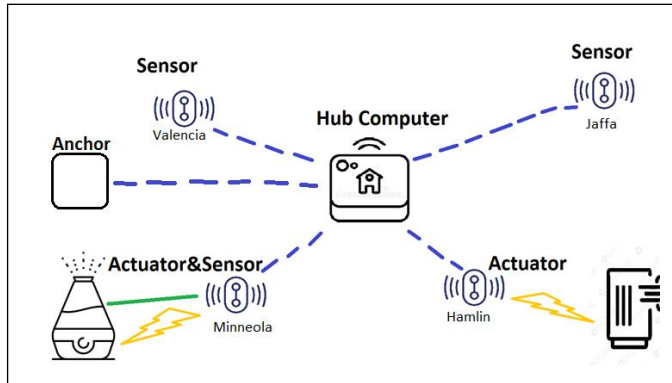 Sensor
Valencia
Sensor
Jaffa
Hub Computer
Anchor
Actuator&Sensor
Minneola
Actuator
Hamlin